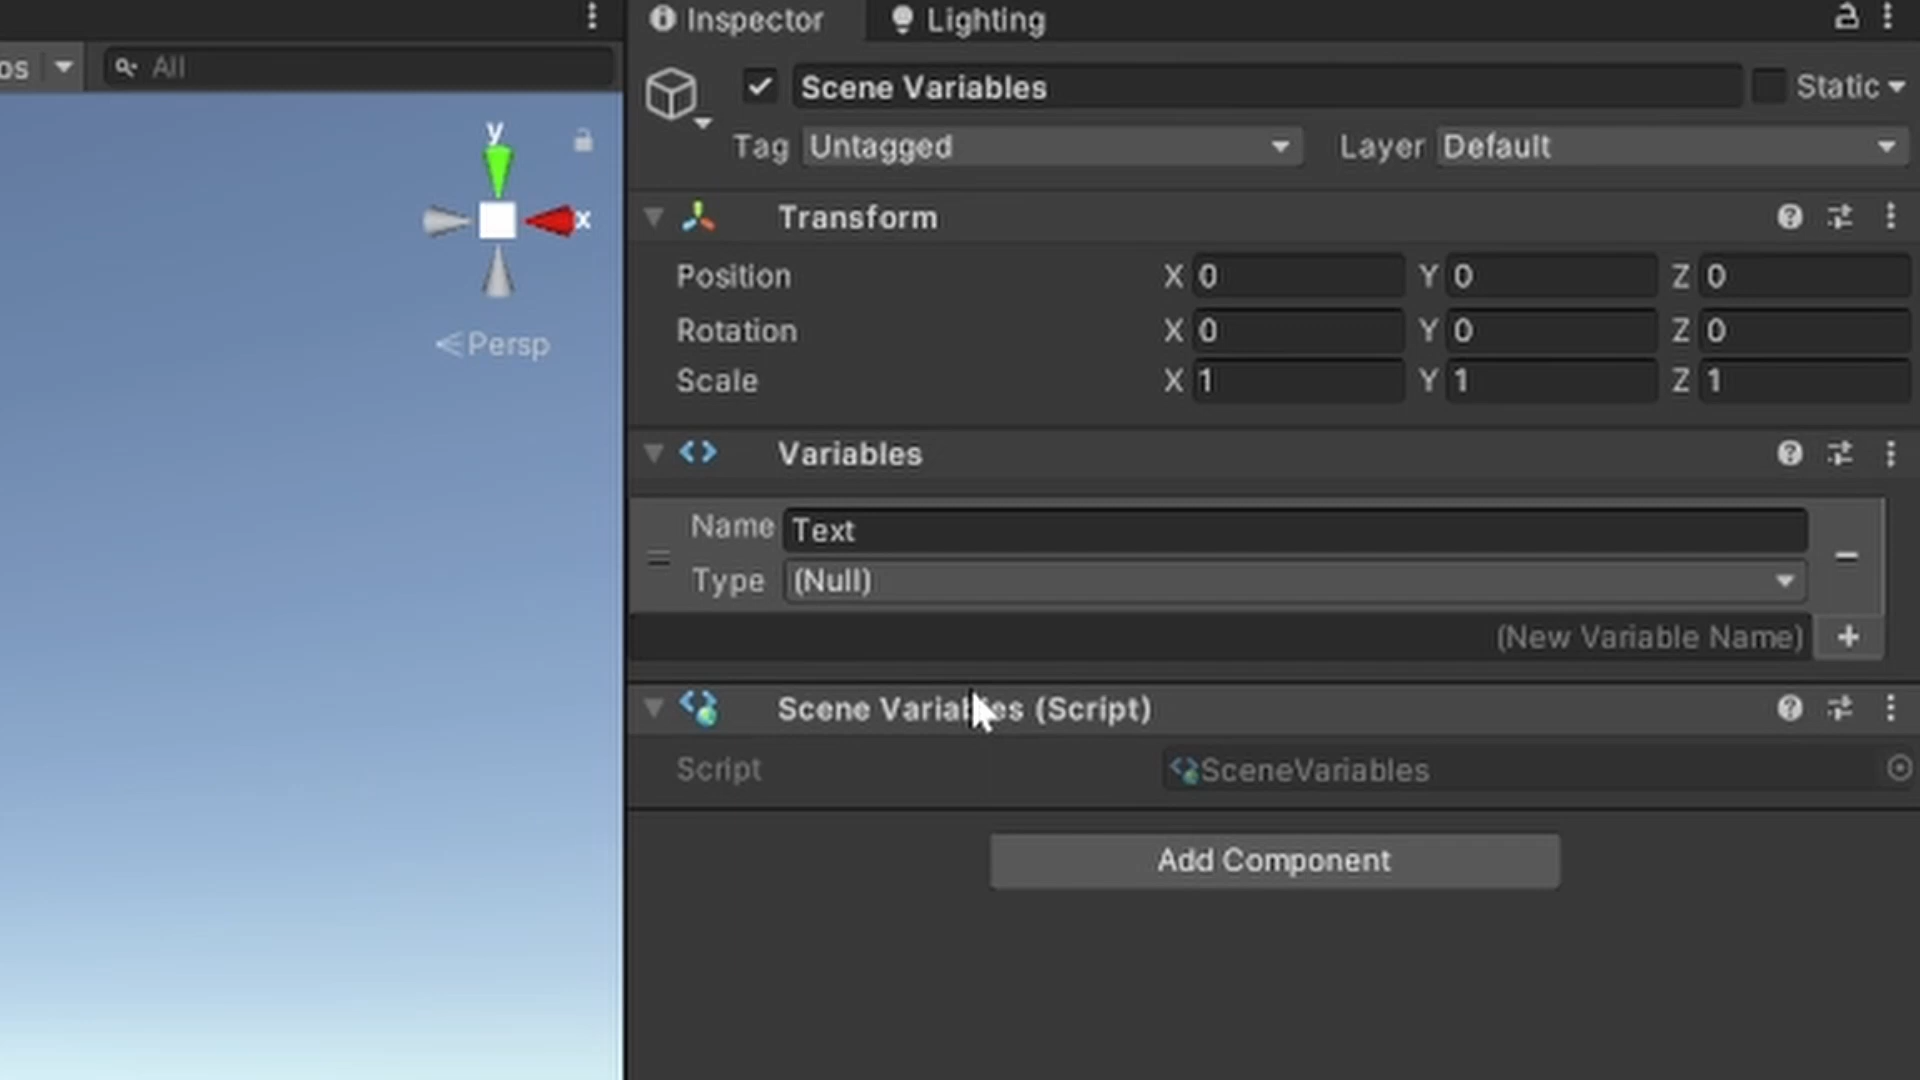 Inspector
Lighting
os
All
Scene Variables
Static
Tag Untagged
Layer Default
y
x
Persp
Transform
Position X 0 Y 0 Z 0
Rotation X 0 Y 0 Z 0
Scale X 1 Y 1 Z 1
Variables
Name Text
Type (Null)
(New Variable Name)
Scene Variables (Script)
Script SceneVariables
Add Component